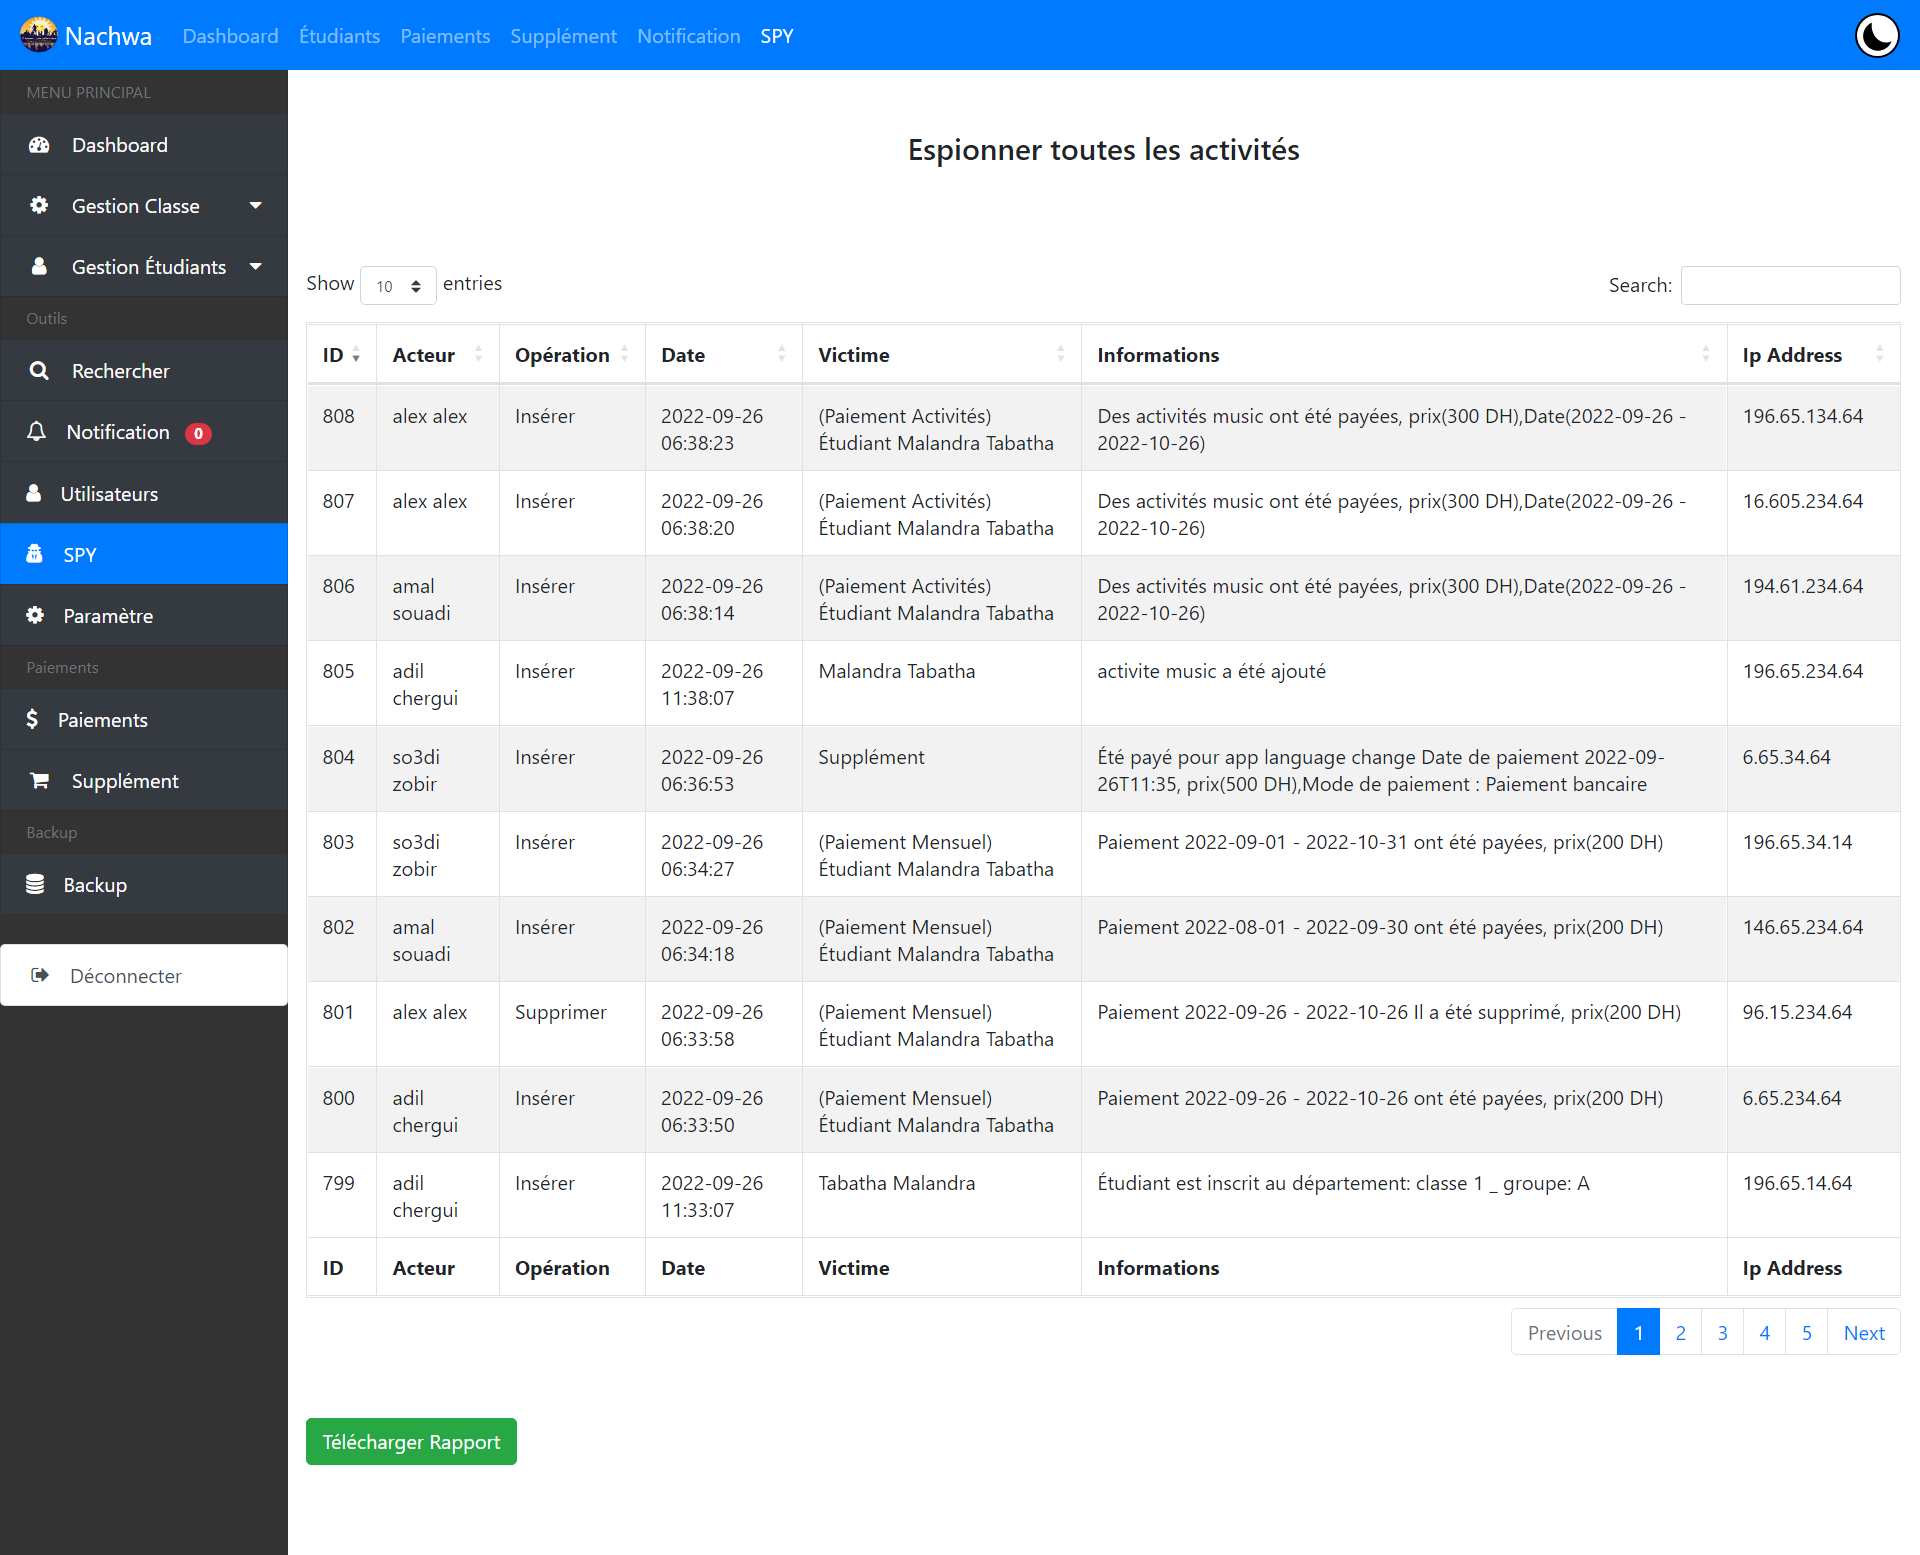 Nachwa Dashboard Étudiants Paiements Supplément Notification SPY
MENU PRINCIPAL
Dashboard
Gestion Classe
Gestion Étudiants
Outils
Rechercher
Notification 0
Utilisateurs
SPY
Paramètre
Paiements
Paiements
Supplément
Backup
Backup
Déconnecter
Espionner toutes les activités
Show 10 entries
Search:
ID Acteur Opération Date Victime Informations Ip Address
808 alex alex Insérer 2022-09-26 (Paiement Activités) Des activités music ont été payées, prix(300 DH),Date(2022-09-26 - 196.65.134.64
06:38:23 Étudiant Malandra Tabatha 2022-10-26)
807 alex alex Insérer 2022-09-26 (Paiement Activités) Des activités music ont été payées, prix(300 DH),Date(2022-09-26 - 16.605.234.64
06:38:20 Étudiant Malandra Tabatha 2022-10-26)
806 amal Insérer 2022-09-26 (Paiement Activités) Des activités music ont été payées, prix(300 DH),Date(2022-09-26 - 194.61.234.64
souadi 06:38:14 Étudiant Malandra Tabatha 2022-10-26)
805 adil Insérer 2022-09-26 Malandra Tabatha activite music a été ajouté 196.65.234.64
chergui 11:38:07
804 so3di Insérer 2022-09-26 Supplément Été payé pour app language change Date de paiement 2022-09- 6.65.34.64
zobir 06:36:53 26T11:35, prix(500 DH),Mode de paiement : Paiement bancaire
803 so3di Insérer 2022-09-26 (Paiement Mensuel) Paiement 2022-09-01 - 2022-10-31 ont été payées, prix(200 DH) 196.65.34.14
zobir 06:34:27 Étudiant Malandra Tabatha
802 amal Insérer 2022-09-26 (Paiement Mensuel) Paiement 2022-08-01 - 2022-09-30 ont été payées, prix(200 DH) 146.65.234.64
souadi 06:34:18 Étudiant Malandra Tabatha
801 alex alex Supprimer 2022-09-26 (Paiement Mensuel) Paiement 2022-09-26 - 2022-10-26 Il a été supprimé, prix(200 DH) 96.15.234.64
06:33:58 Étudiant Malandra Tabatha
800 adil Insérer 2022-09-26 (Paiement Mensuel) Paiement 2022-09-26 - 2022-10-26 ont été payées, prix(200 DH) 6.65.234.64
chergui 06:33:50 Étudiant Malandra Tabatha
799 adil Insérer 2022-09-26 Tabatha Malandra Étudiant est inscrit au département: classe 1 _ groupe: A 196.65.14.64
chergui 11:33:07
ID Acteur Opération Date Victime Informations Ip Address
Previous 1 2 3 4 5 Next
Télécharger Rapport